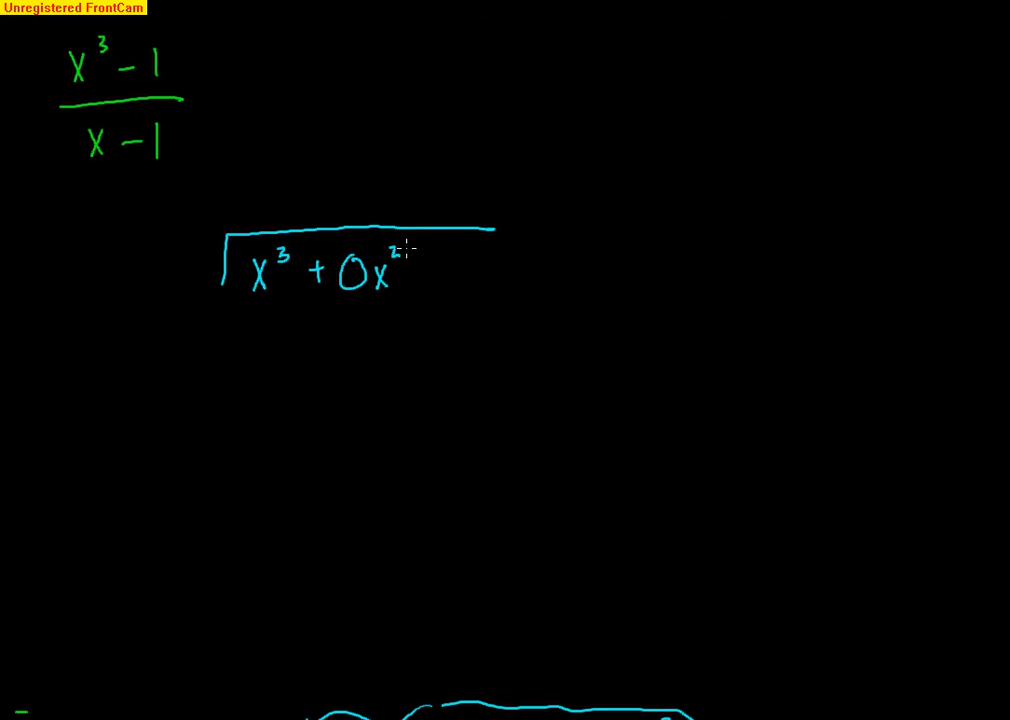 Unregistered FrontCam
x³ - 1
x - 1
x³ + 0x²